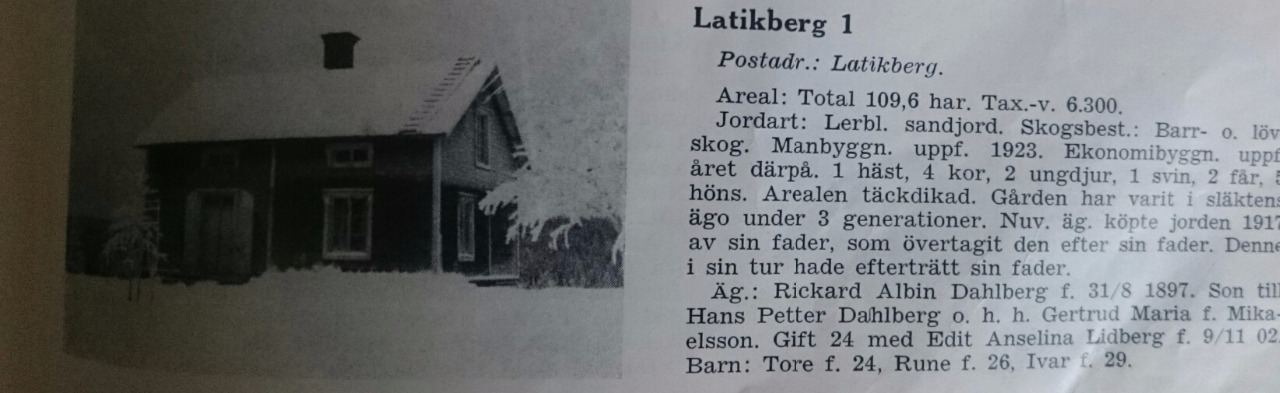 Latikberg 1
Postadr.: Latikberg.
Areal: Total 109,6 har. Tax.-v. 6.300.
Jordart: Lerbl. sandjord. Skogsbest.: Barr- o. löv
skog. Manbyggn. uppf. 1923. Ekonomibyggn. uppf
året därpå. 1 häst, 4 kor, 2 ungdjur, 1 svin, 2 får,
höns. Arealen täckdikad. Gården har varit i släktens
ägo under 3 generationer. Nuv. äg. köpte jorden 1917
av sin fader, som övertagit den efter sin fader. Denne
i sin tur hade efterträtt sin fader.
Äg.: Rickard Albin Dahlberg f. 31/8 1897. Son till
Hans Petter Dahlberg o. h. h. Gertrud Maria f. Mika-
elsson. Gift 24 med Edit Anselina Lidberg f. 9/11 02.
Barn: Tore f. 24, Rune f. 26, Ivar f. 29.